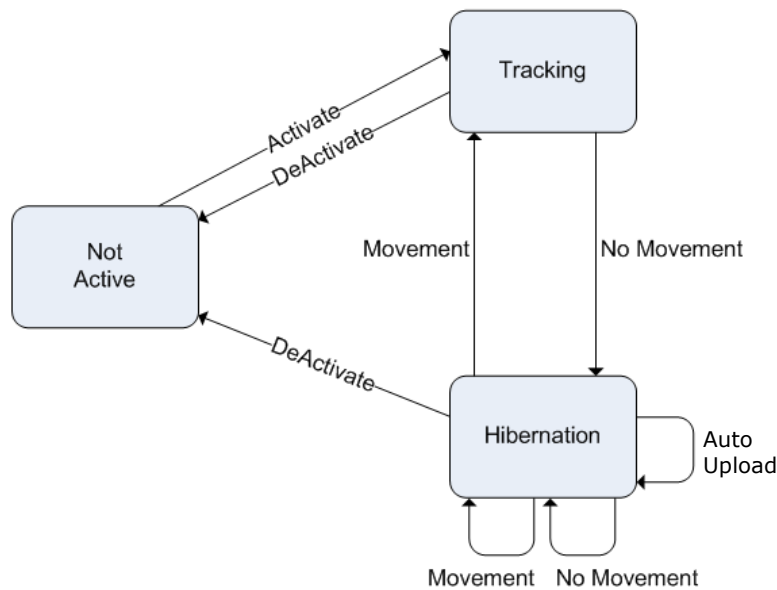 Tracking
Activate
DeActivate
Not
Active
Movement
No Movement
DeActivate
Hibernation
Auto
Upload
Movement
No Movement